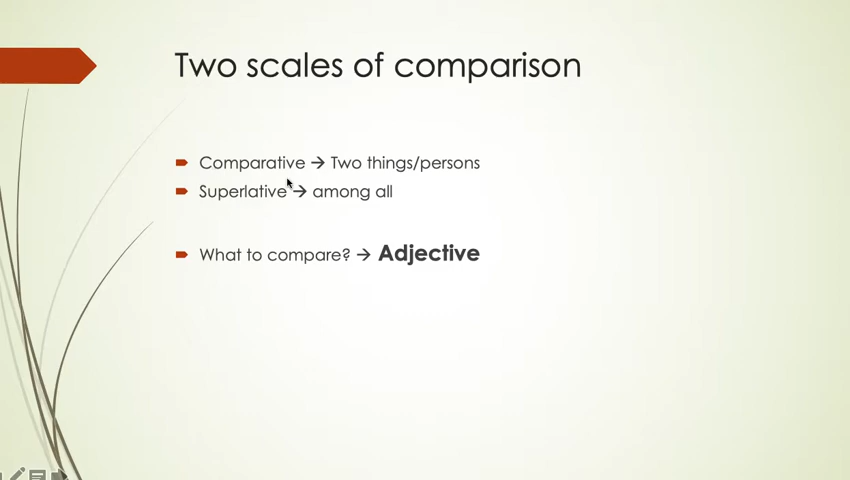 Two scales of comparison
Comparative → Two things/persons
Superlative → among all
What to compare? → Adjective